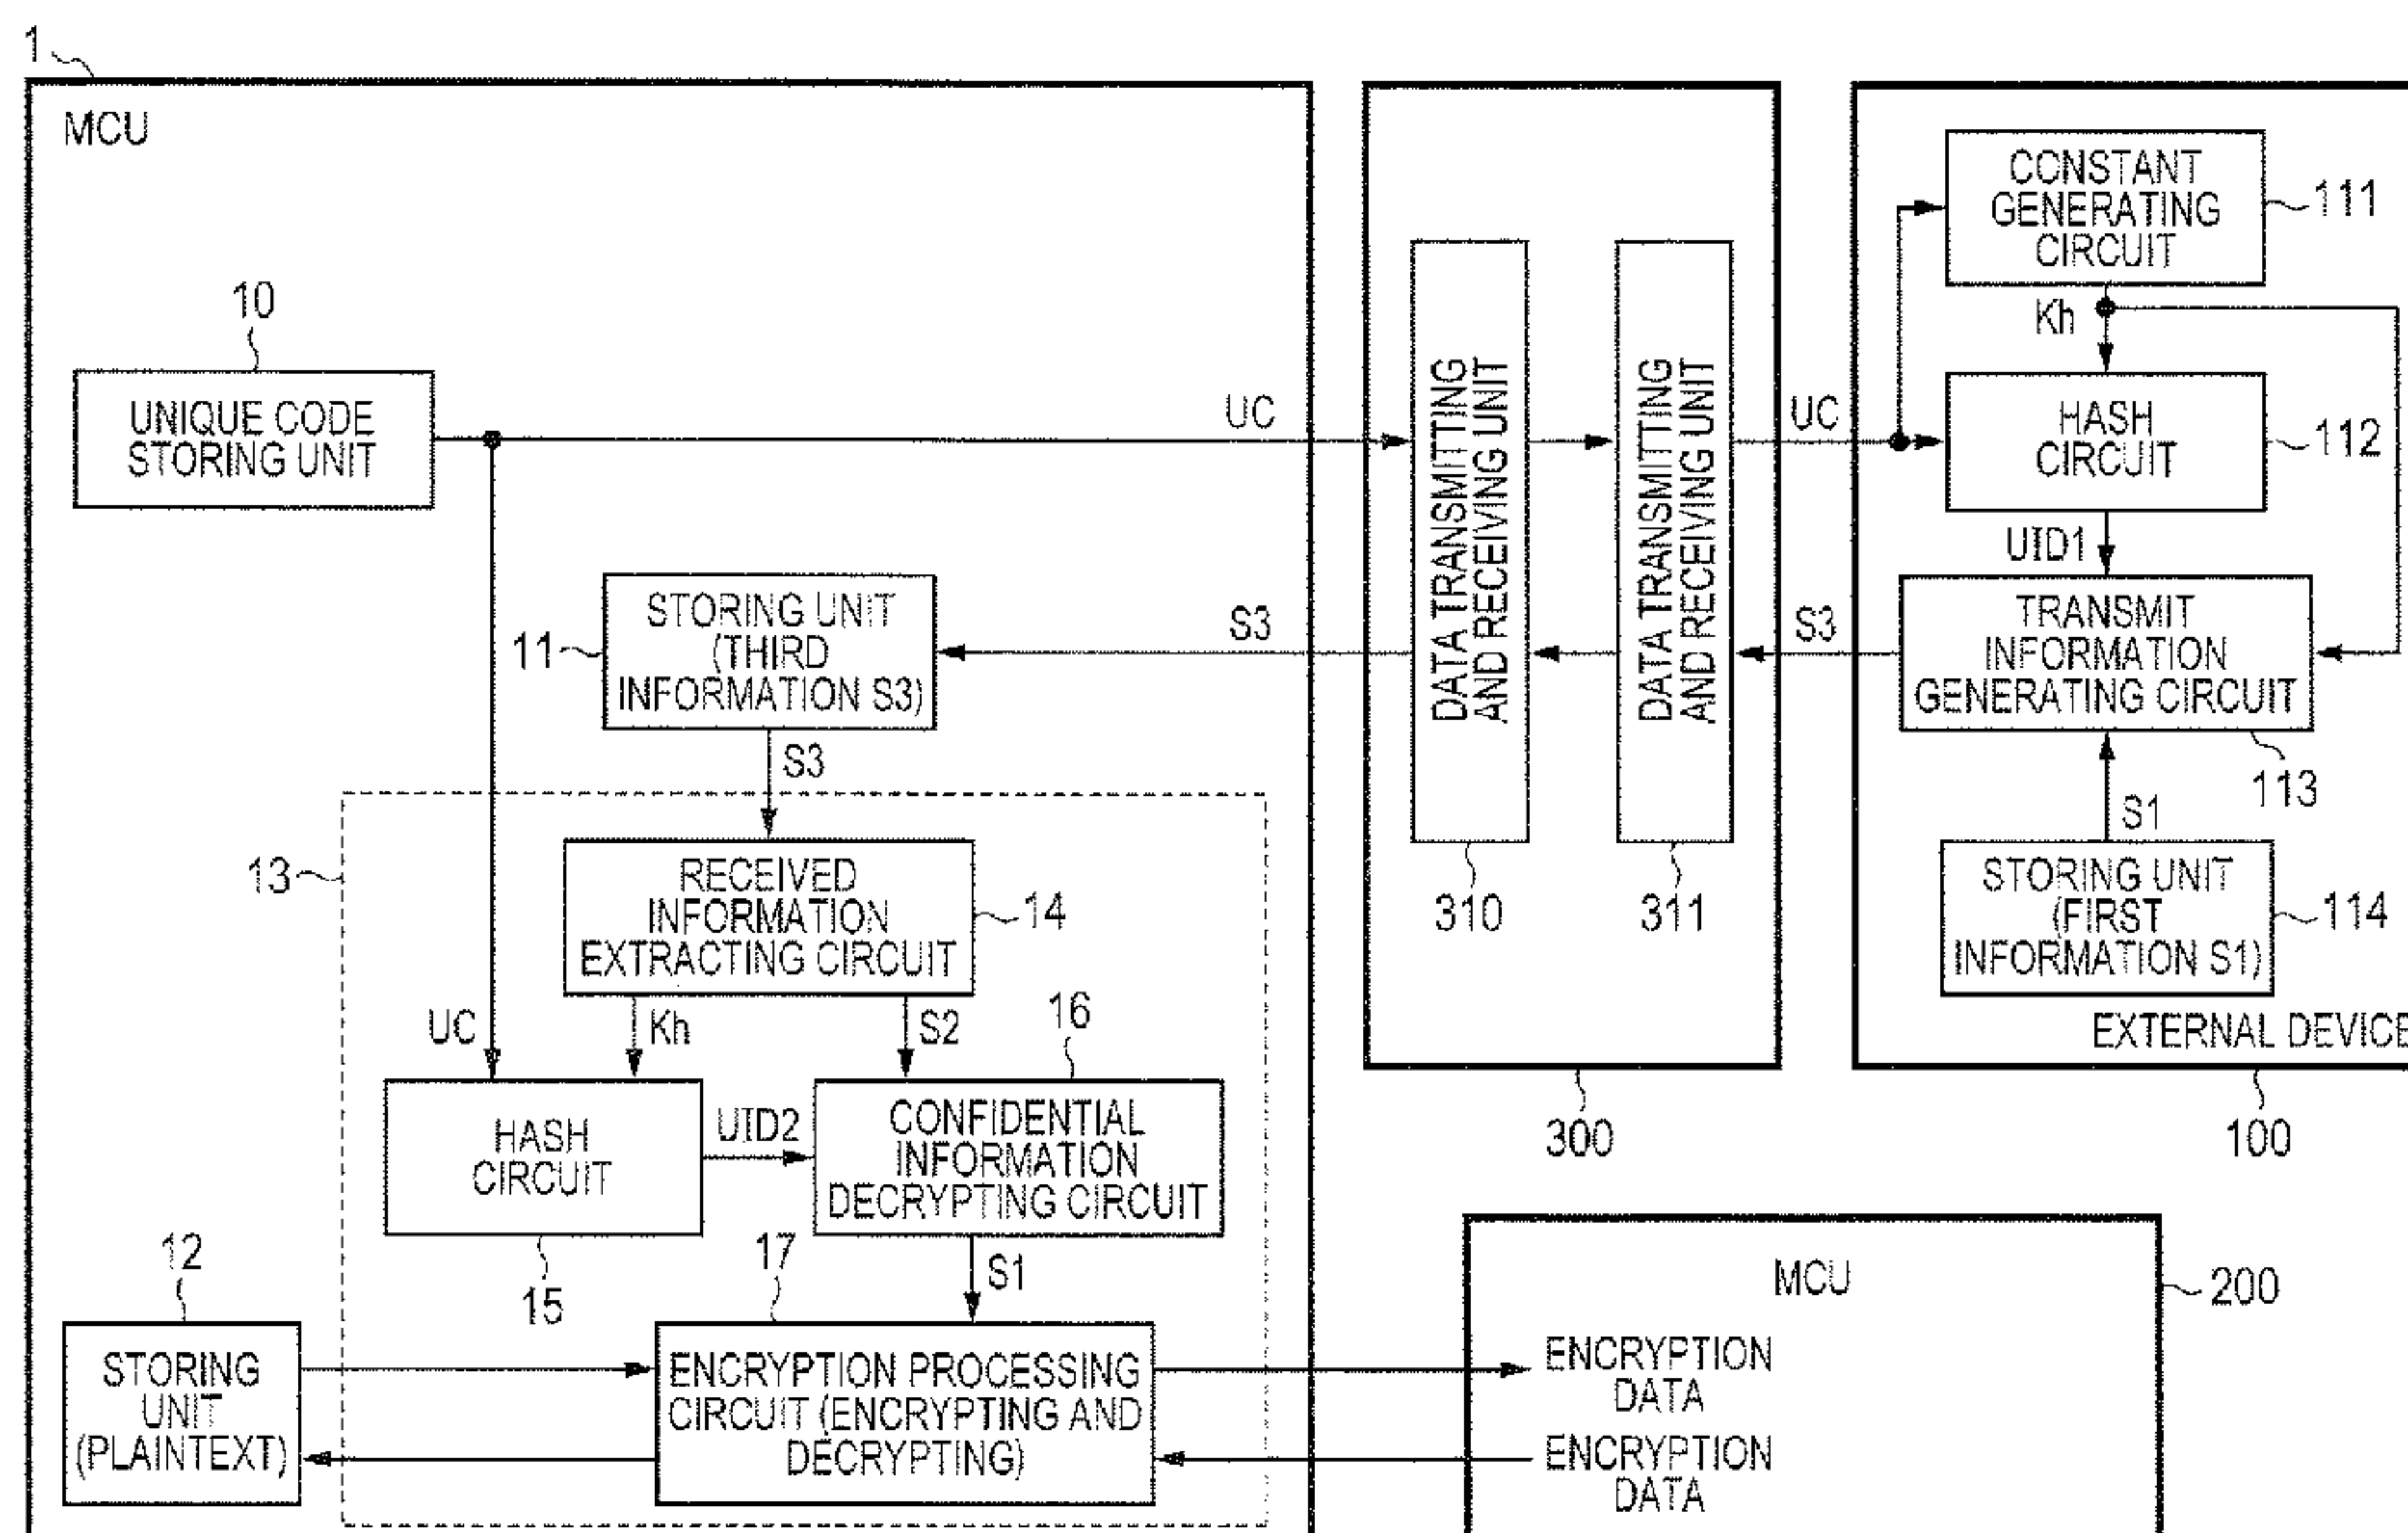 1
MCU
10
UNIQUE CODE
STORING UNIT
UC
11
STORING UNIT
(THIRD
INFORMATION S3)
S3
S3
13
RECEIVED
INFORMATION
EXTRACTING CIRCUIT
14
UC
Kh
S2
16
HASH
CIRCUIT
15
UID2
CONFIDENTIAL
INFORMATION
DECRYPTING CIRCUIT
S1
12
STORING
UNIT
(PLAINTEXT)
17
ENCRYPTION PROCESSING
CIRCUIT (ENCRYPTING AND
DECRYPTING)
DATA TRANSMITTING
AND RECEIVING UNIT
310
DATA TRANSMITTING
AND RECEIVING UNIT
311
300
UC
S3
CONSTANT
GENERATING
CIRCUIT
111
Kh
HASH
CIRCUIT
112
UID1
TRANSMIT
INFORMATION
GENERATING CIRCUIT
113
S1
STORING UNIT
(FIRST
INFORMATION S1)
114
EXTERNAL DEVICE
100
MCU
200
ENCRYPTION
DATA
ENCRYPTION
DATA